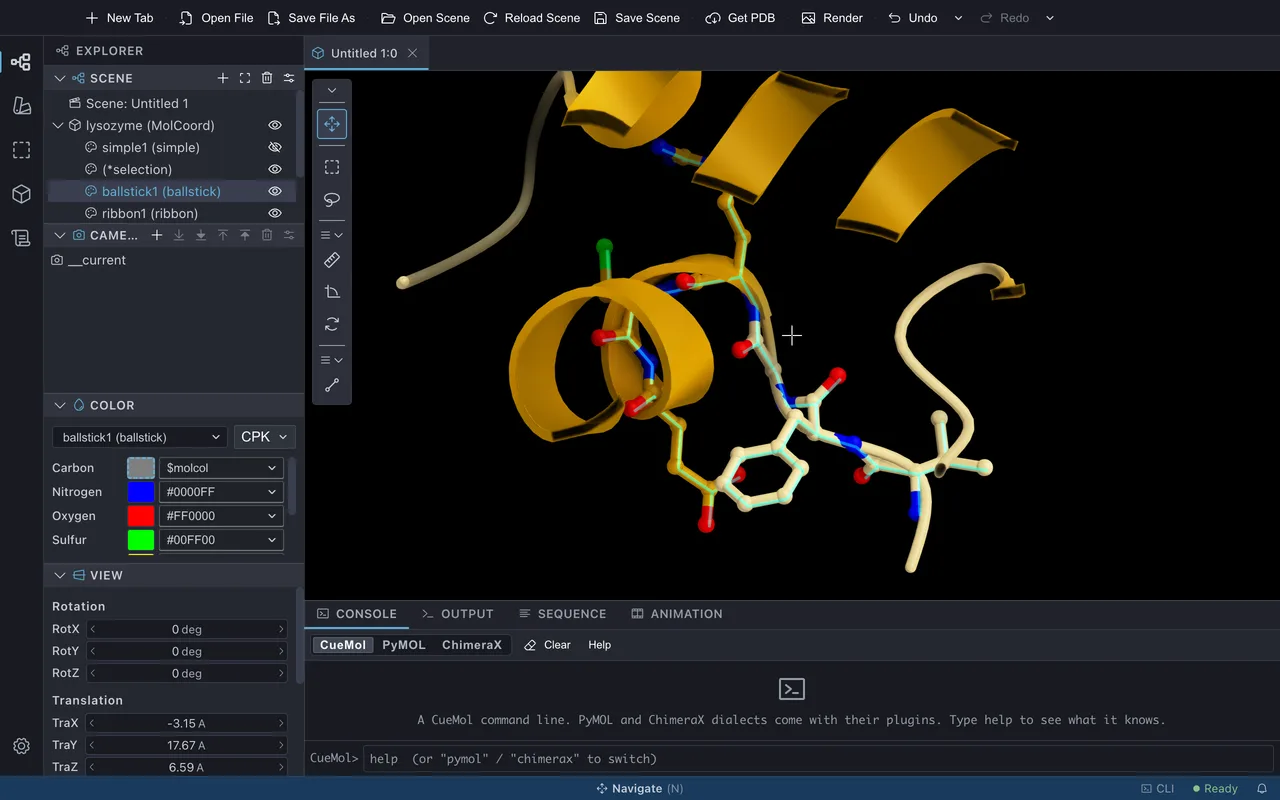 New Tab Open File Save File As Open Scene Reload Scene Save Scene Get PDB Render Undo Redo
EXPLORER
Untitled 1:0
SCENE
Scene: Untitled 1
lysozyme (MolCoord)
simple1 (simple)
(*selection)
ballstick1 (ballstick)
ribbon1 (ribbon)
CAME...
__current
COLOR
ballstick1 (ballstick) CPK
Carbon $molcol
Nitrogen #0000FF
Oxygen #FF0000
Sulfur #00FF00
VIEW
Rotation
RotX 0 deg
RotY 0 deg
RotZ 0 deg
Translation
TraX -3.15 A
TraY 17.67 A
TraZ 6.59 A
CONSOLE OUTPUT SEQUENCE ANIMATION
CueMol PyMOL ChimeraX Clear Help
A CueMol command line. PyMOL and ChimeraX dialects come with their plugins. Type help to see what it knows.
CueMol> help (or "pymol" / "chimerax" to switch)
Navigate (N)
CLI Ready